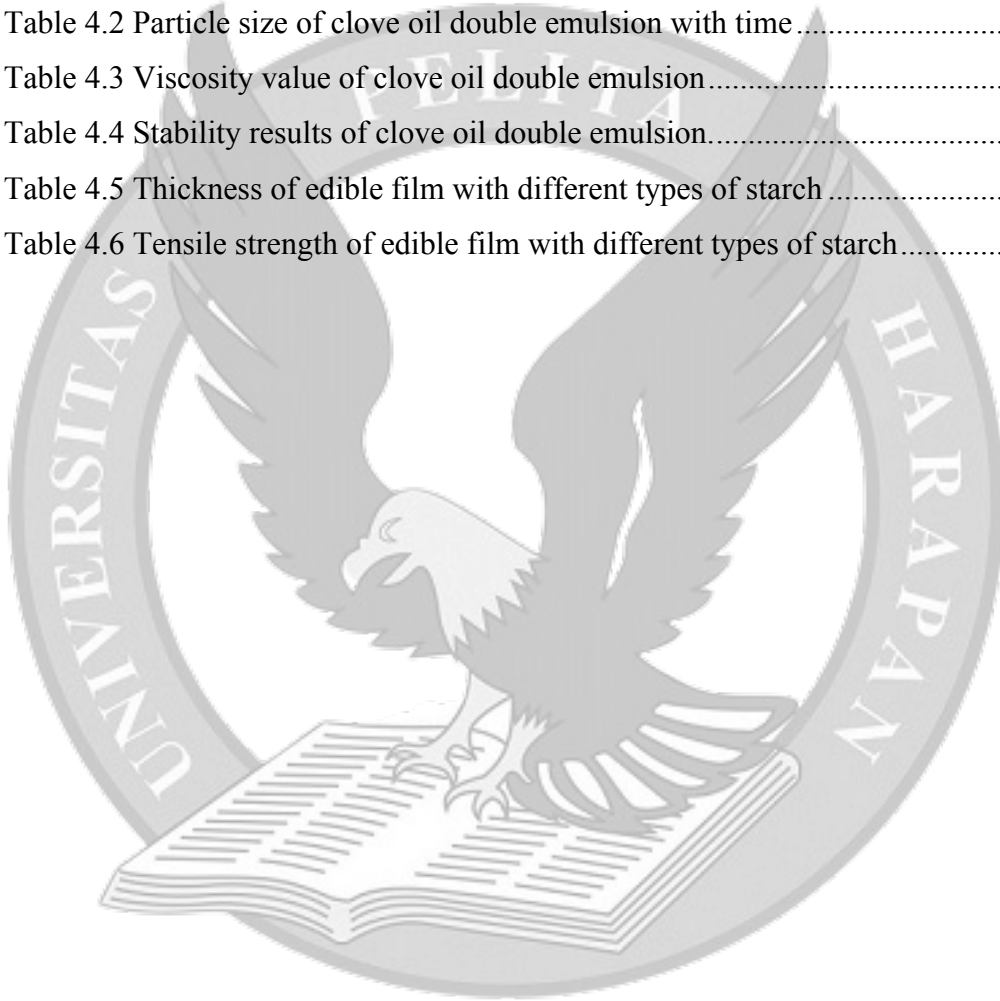 Table 4.2 Particle size of clove oil double emulsion with time......................
Table 4.3 Viscosity value of clove oil double emulsion.................................
Table 4.4 Stability results of clove oil double emulsion.................................
Table 4.5 Thickness of edible film with different types of starch..................
Table 4.6 Tensile strength of edible film with different types of starch............
UNIVERSITAS PELITA HARAPAN